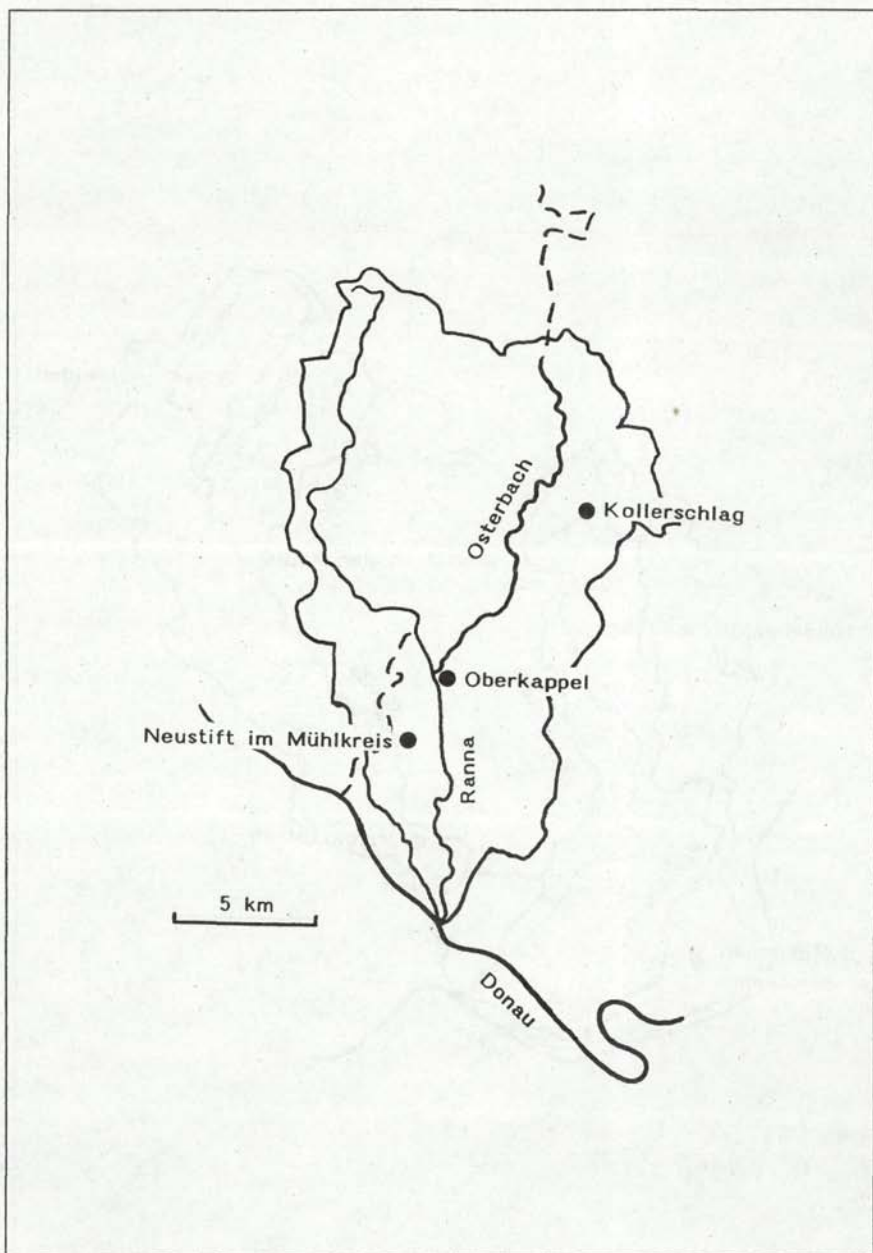 Osterbach
Kollerschlag
Oberkappel
Neustift im Mühlkreis
Ranna
5 km
Donau